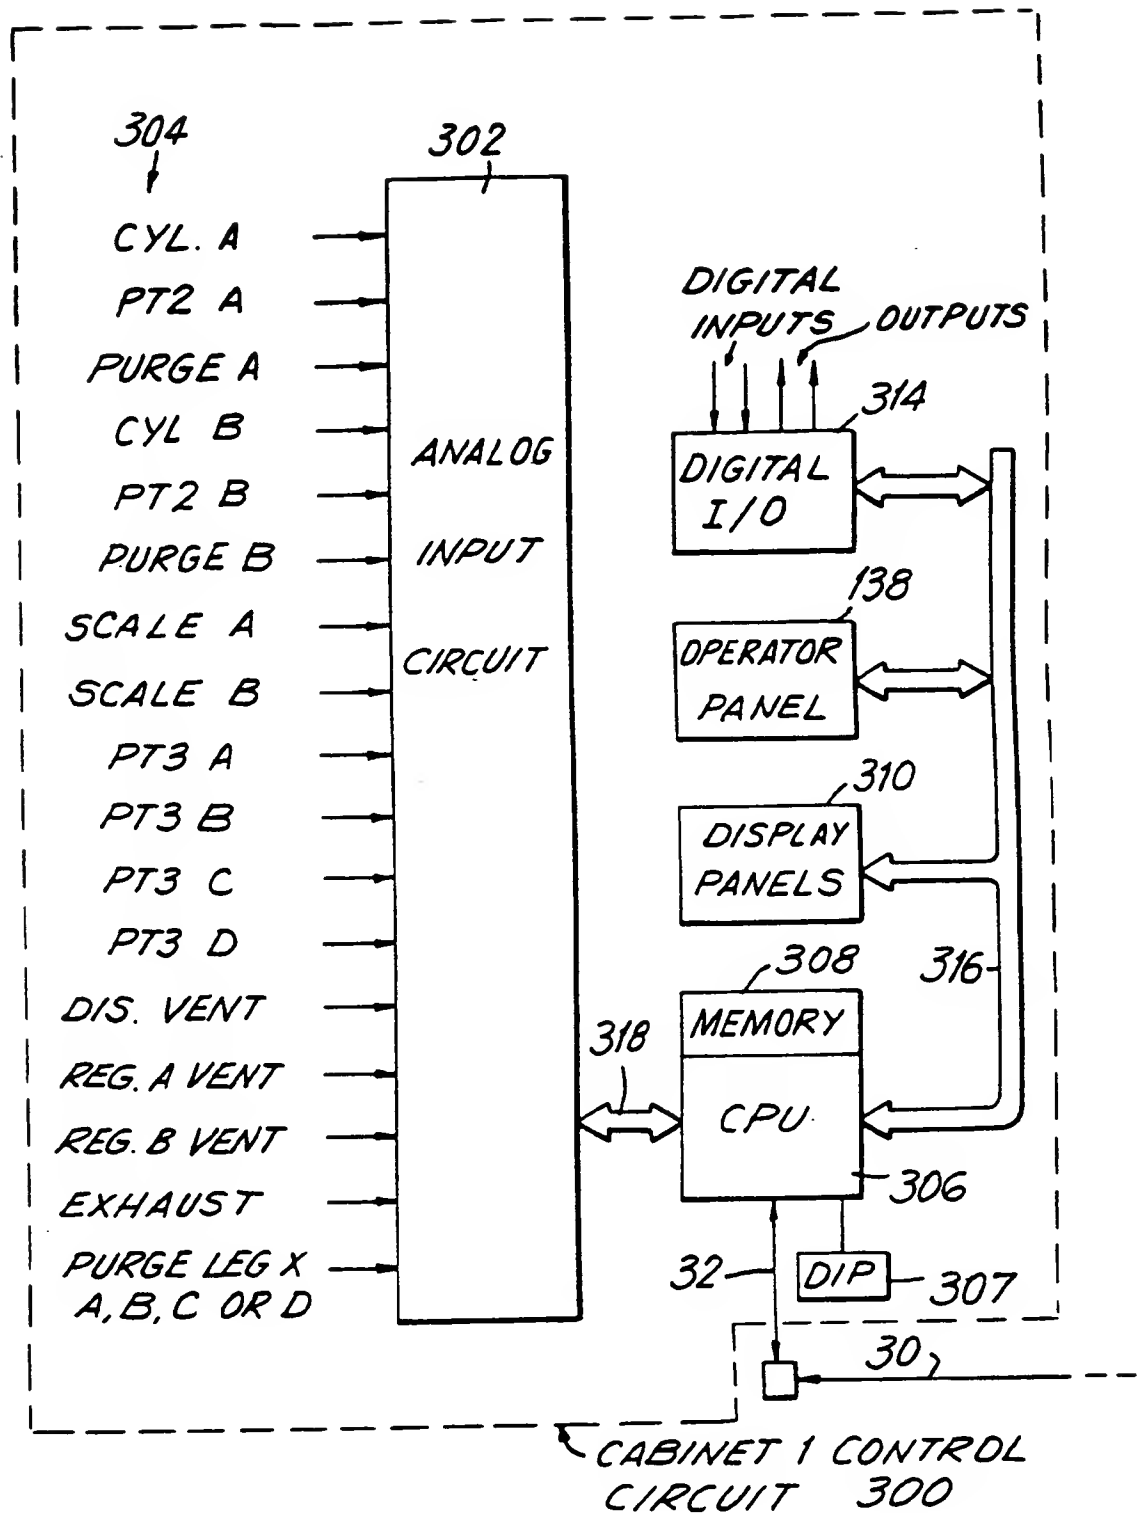 304
302
CYL. A
PT2 A
PURGE A
CYL B
PT2 B
PURGE B
SCALE A
SCALE B
PT3 A
PT3 B
PT3 C
PT3 D
DIS. VENT
REG. A VENT
REG. B VENT
EXHAUST
PURGE LEG X
A, B, C OR D
ANALOG
INPUT
CIRCUIT
DIGITAL
INPUTS OUTPUTS
314
DIGITAL
I/O
138
OPERATOR
PANEL
310
DISPLAY
PANELS
316
308
MEMORY
318
CPU
306
32
DIP
307
30
CABINET 1 CONTROL
CIRCUIT 300